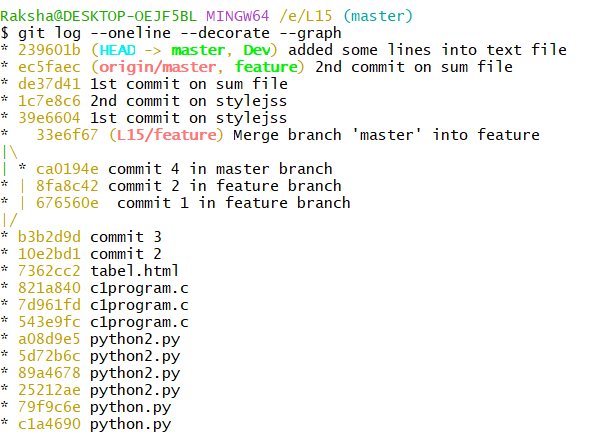 Raksha@DESKTOP-OEJF5BL MINGW64 /e/L15 (master)
$ git log --oneline --decorate --graph
* 239601b (HEAD -> master, Dev) added some lines into text file
* ec5faec (origin/master, feature) 2nd commit on sum file
* de37d41 1st commit on sum file
* 1c7e8c6 2nd commit on stylejss
* 39e6604 1st commit on stylejss
*   33e6f67 (L15/feature) Merge branch 'master' into feature
|\
| * ca0194e commit 4 in master branch
* | 8fa8c42 commit 2 in feature branch
* | 676560e  commit 1 in feature branch
|/
* b3b2d9d commit 3
* 10e2bd1 commit 2
* 7362cc2 tabel.html
* 821a840 c1program.c
* 7d961fd c1program.c
* 543e9fc c1program.c
* a08d9e5 python2.py
* 5d72b6c python2.py
* 89a4678 python2.py
* 25212ae python2.py
* 79f9c6e python.py
* c1a4690 python.py